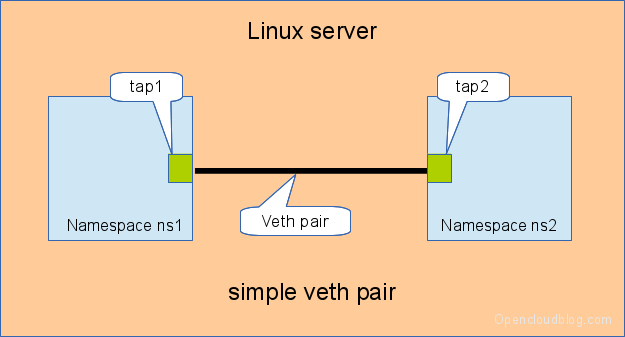 Linux server
tap1
tap2
Namespace ns1
Veth pair
Namespace ns2
simple veth pair
Opencloudblog.com